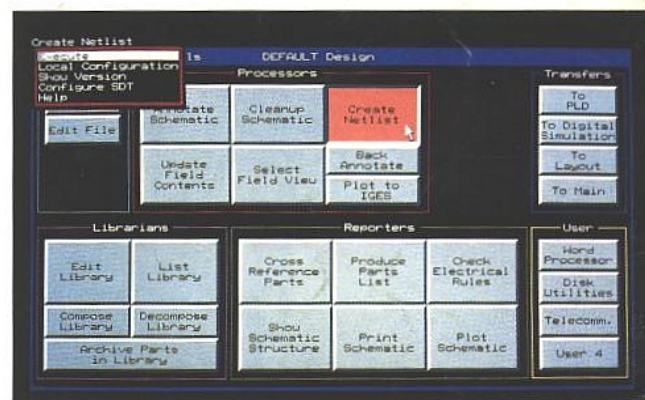 Create Netlist
Execute
Local Configuration
Show Version
Configure SDT
Help
ls DEFAULT Design
Processors
Annotate Schematic
Cleanup Schematic
Create Netlist
Update Field Contents
Select Field View
Back Annotate
Plot to IGES
Edit File
Transfers
To PLD
To Digital Simulation
To Layout
To Main
Librarians
Edit Library
List Library
Compose Library
Decompose Library
Archive Parts in Library
Reporters
Cross Reference Parts
Produce Parts List
Check Electrical Rules
Show Schematic Structure
Print Schematic
Plot Schematic
User
Word Processor
Disk Utilities
Telecomm.
User 4